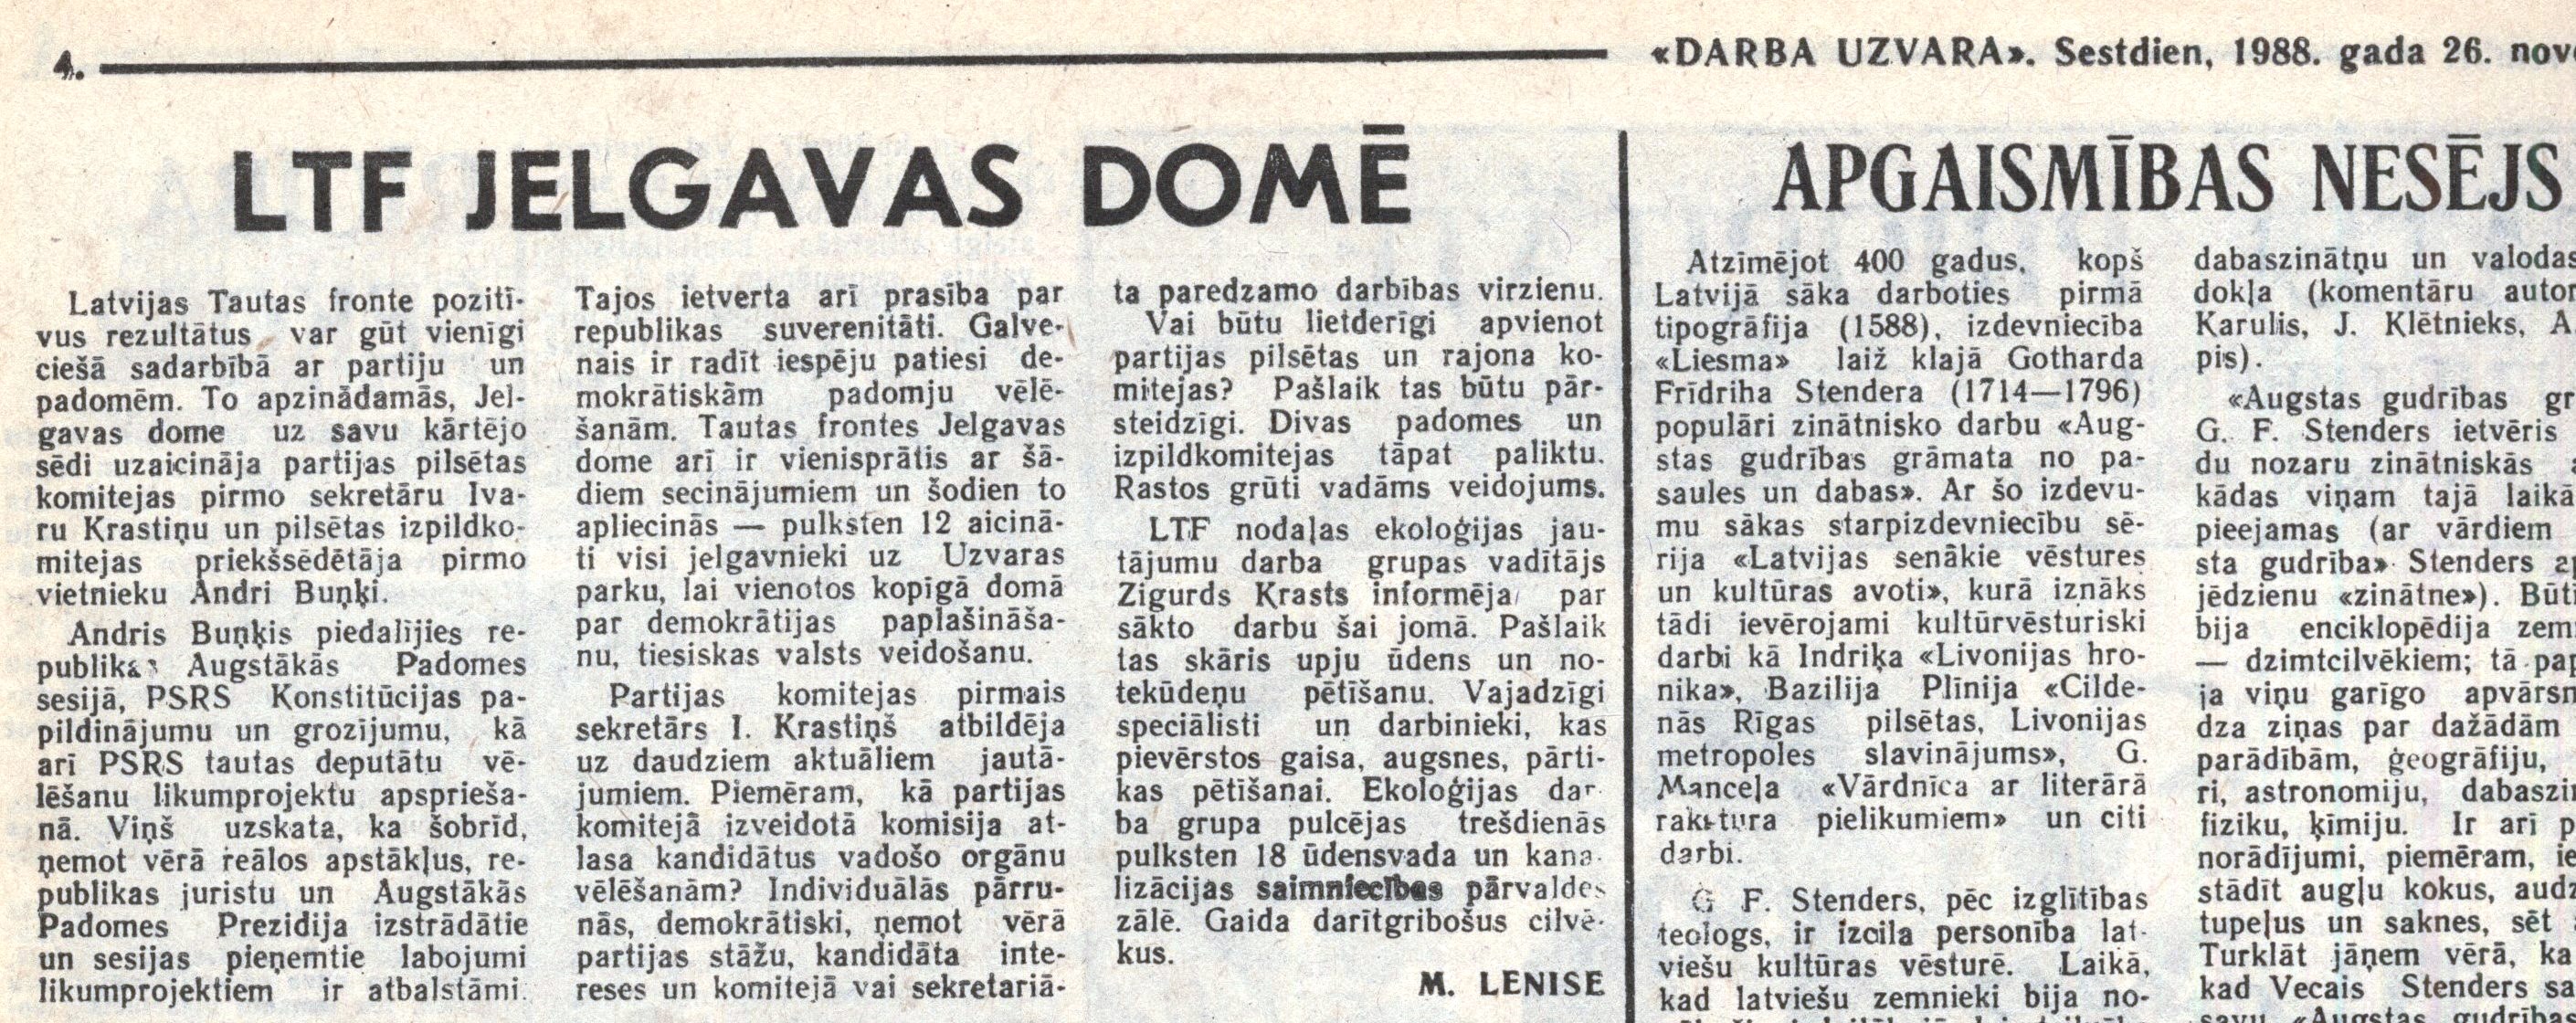 4.
«DARBA UZVARA». Sestdien, 1988. gada 26.
LTF JELGAVAS DOMĒ
Latvijas Tautas fronte pozitī-
vus rezultātus var gūt vienīgi
ciešā sadarbībā ar partiju un
padomēm. To apzinādamās, Jel-
gavas dome uz savu kārtējo
sēdi uzaicināja partijas pilsētas
komitejas pirmo sekretāru Iva-
ru Krastiņu un pilsētas izpildko-
mitejas priekšsēdētāja pirmo
vietnieku Andri Buņķi.
Andris Buņķis piedalījies re-
publikas Augstākās Padomes
sesijā, PSRS Konstitūcijas pa-
pildinājumu un grozījumu, kā
arī PSRS tautas deputātu vē-
lēšanu likumprojektu apsprieša-
nā. Viņš uzskata, ka šobrīd,
ņemot vērā reālos apstākļus, re-
publikas juristu un Augstākās
Padomes Prezidija izstrādātie
un sesijas pieņemtie labojumi
likumprojektiem ir atbalstāmi.
Tajos ietverta arī prasība par
republikas suverenitāti. Galve-
nais ir radīt iespēju patiesi de-
mokrātiskām padomju vēlē-
šanām. Tautas frontes Jelgavas
dome arī ir vienisprātis ar šā-
diem secinājumiem un šodien to
apliecinās — pulksten 12 aicinā-
ti visi jelgavnieki uz Uzvaras
parku, lai vienotos kopīgā domā
par demokrātijas paplašināša-
nu, tiesiskas valsts veidošanu.
Partijas komitejas pirmais
sekretārs I. Krastiņš atbildēja
uz daudziem aktuāliem jautā-
jumiem. Piemēram, kā partijas
komitejā izveidotā komisija at-
lasa kandidātus vadošo orgānu
vēlēšanām? Individuālās pārru-
nās, demokrātiski, ņemot vērā
partijas stāžu, kandidāta inte-
reses un komitejā vai sekretariā-
ta paredzamo darbības virzienu.
Vai būtu lietderīgi apvienot
partijas pilsētas un rajona ko-
mitejas? Pašlaik tas būtu pār-
steidzīgi. Divas padomes un
izpildkomitejas tāpat paliktu.
Rastos grūti vadāms veidojums.
LTF nodaļas ekoloģijas jau-
tājumu darba grupas vadītājs
Zigurds Krasts informēja par
sākto darbu šai jomā. Pašlaik
tas skāris upju ūdens un no-
tekūdeņu pētīšanu. Vajadzīgi
speciālisti un darbinieki, kas
pievērstos gaisa, augsnes, pārti-
kas pētīšanai. Ekoloģijas dar-
ba grupa pulcējas trešdienās
pulksten 18 ūdensvada un kana-
lizācijas saimniecības pārvaldes
zālē. Gaida darītgribošus cilvē-
kus.
M. LENISE
APGAISMĪBAS NESĒJS
Atzīmējot 400 gadus, kopš
Latvijā sāka darboties pirmā
tipogrāfija (1588), izdevniecība
«Liesma» laiž klajā Gotharda
Frīdriha Stendera (1714—1796)
populāri zinātnisko darbu «Aug-
stas gudrības grāmata no pa-
saules un dabas». Ar šo izdevu-
mu sākas starpizdevniecību sē-
rija «Latvijas senākie vēstures
un kultūras avoti», kurā iznāks
tādi ievērojami kultūrvēsturiski
darbi kā Indriķa «Livonijas hro-
nika», Bazilija Plīnija «Cilde-
nās Rīgas pilsētas, Livonijas
metropoles slavinājums», G.
Manceļa «Vārdnīca ar literārā
raktura pielikumiem» un citi
darbi.
G F. Stenders, pēc izglītības
teologs, ir izcila personība lat-
viešu kultūras vēsturē. Laikā,
kad latviešu zemnieki bija no-
dabaszinātņu un valodas
dokļa (komentāru
Karulis, J. Klētnieks, A
pis).
«Augstas gudrības
G. F. Stenders ietvēris
du nozaru zinātniskās
kādas viņam tajā laikā
pieejamas (ar vārdiem
sta gudrība» Stenders
jēdzienu «zinātne»).
bija enciklopēdija
— dzimtcilvēkiem; tā
ja viņu garīgo
dza ziņas par dažādām
parādībām, ģeogrāfiju,
ri, astronomiju,
fiziku, ķīmiju. Ir arī
norādījumi, piemēram,
stādīt augļu kokus,
tupeļus un saknes, sēt
Turklāt jāņem vērā, ka
kad Vecais Stenders
savu «Augstas